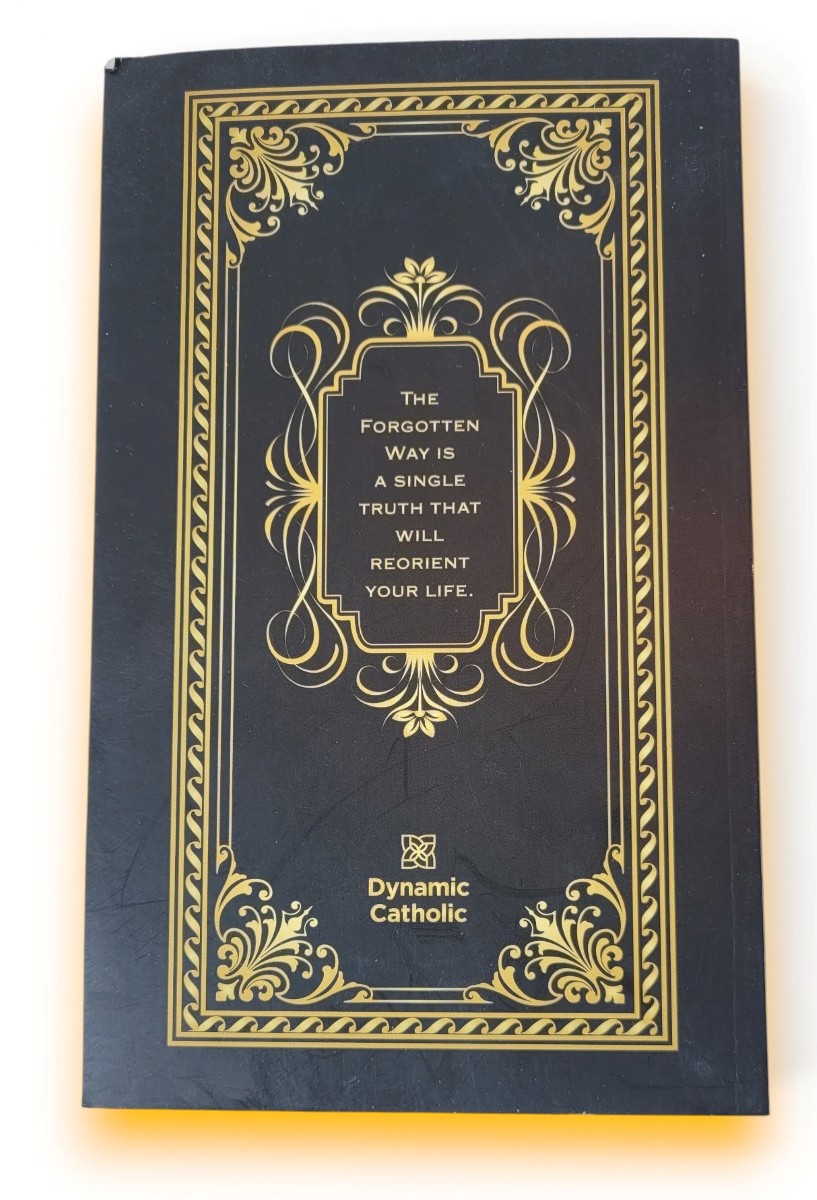 THE
FORGOTTEN
WAY IS
A SINGLE
TRUTH THAT
WILL
REORIENT
YOUR LIFE.
Dynamic
Catholic